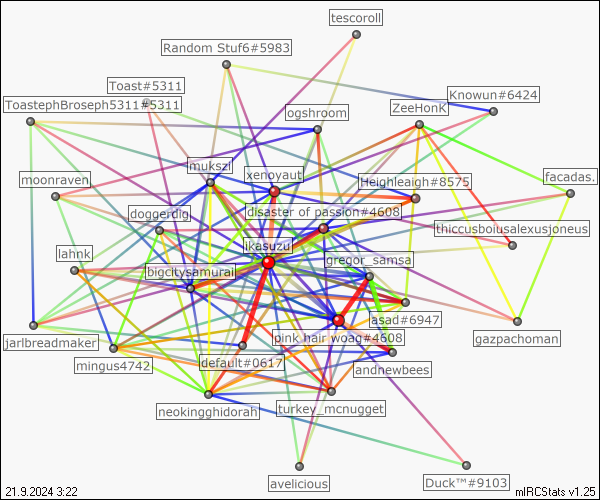 tescoroll
Random Stuf6#5983
Toast#5311
Knowun#6424
ToastephBroseph5311#5311
ZeeHonk
ogshroom
mukszi
xenoyaut
moonraven
Heighleaigh#8575
facadas.
disaster of passion#4608
doggerdig
thiccusboiusalexusjoneus
ikasuzu
lahnk
gregor_samsa
bigcitysamurai
asad#6947
jarlbreadmaker
pink hair woag#4608
gazpachoman
mingus4742
default#0617
andnewbees
neokingghidorah
turkey_mcnugget
avelicious
Duck™#9103
21.9.2024 3:22
mIRCStats v1.25